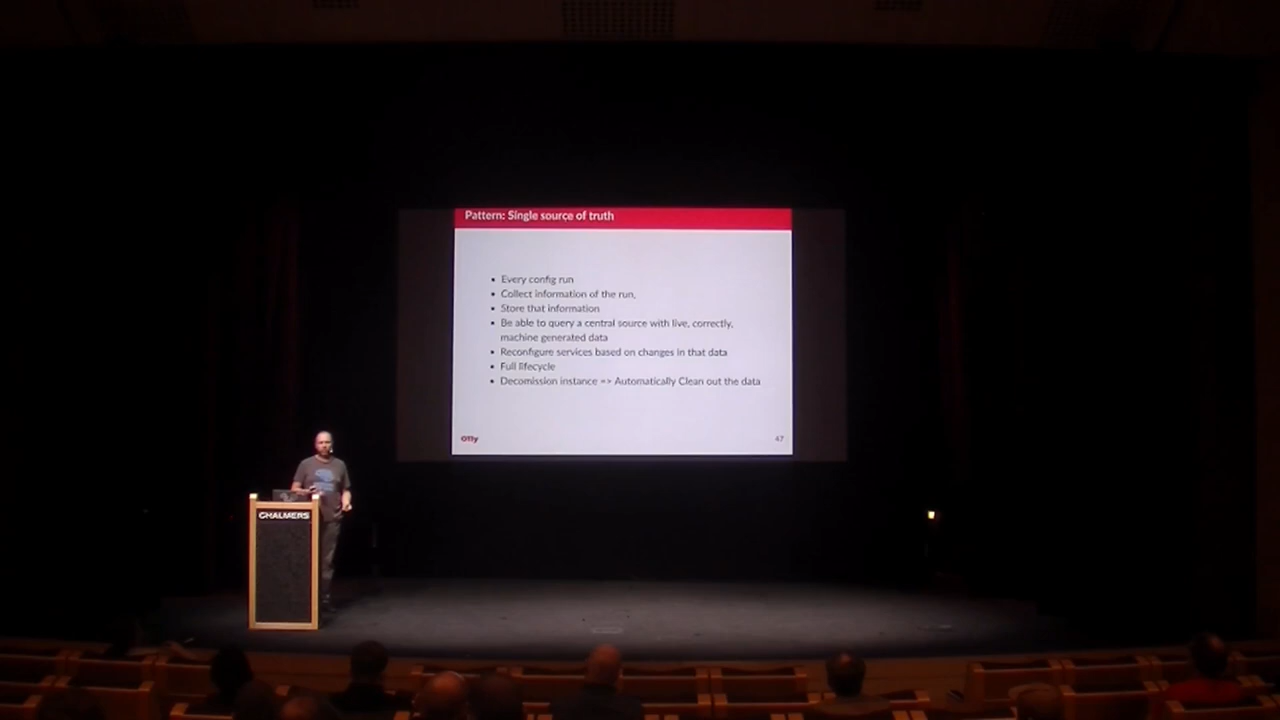 Pattern: Single source of truth
• Every config run
• Collect information of the run,
• Store that information
• Be able to query a central source with live, correctly,
machine generated data
• Reconfigure services based on changes in that data
• Full lifecycle
• Decomission instance => Automatically Clean out the data
O11y
47
CHALMERS